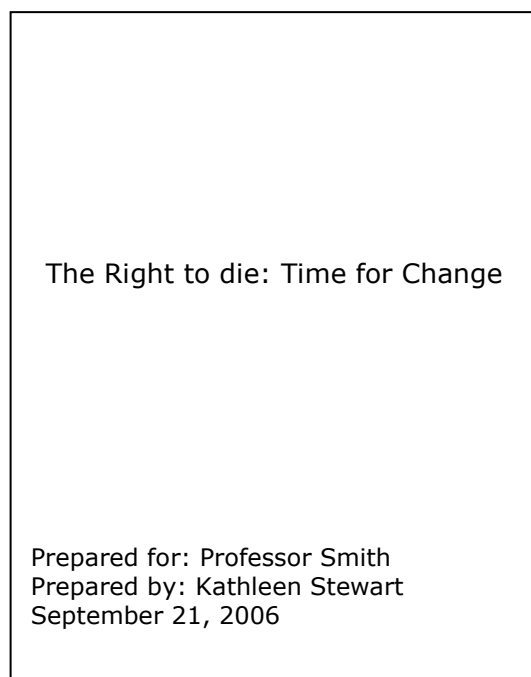 The Right to die: Time for Change
Prepared for: Professor Smith
Prepared by: Kathleen Stewart
September 21, 2006